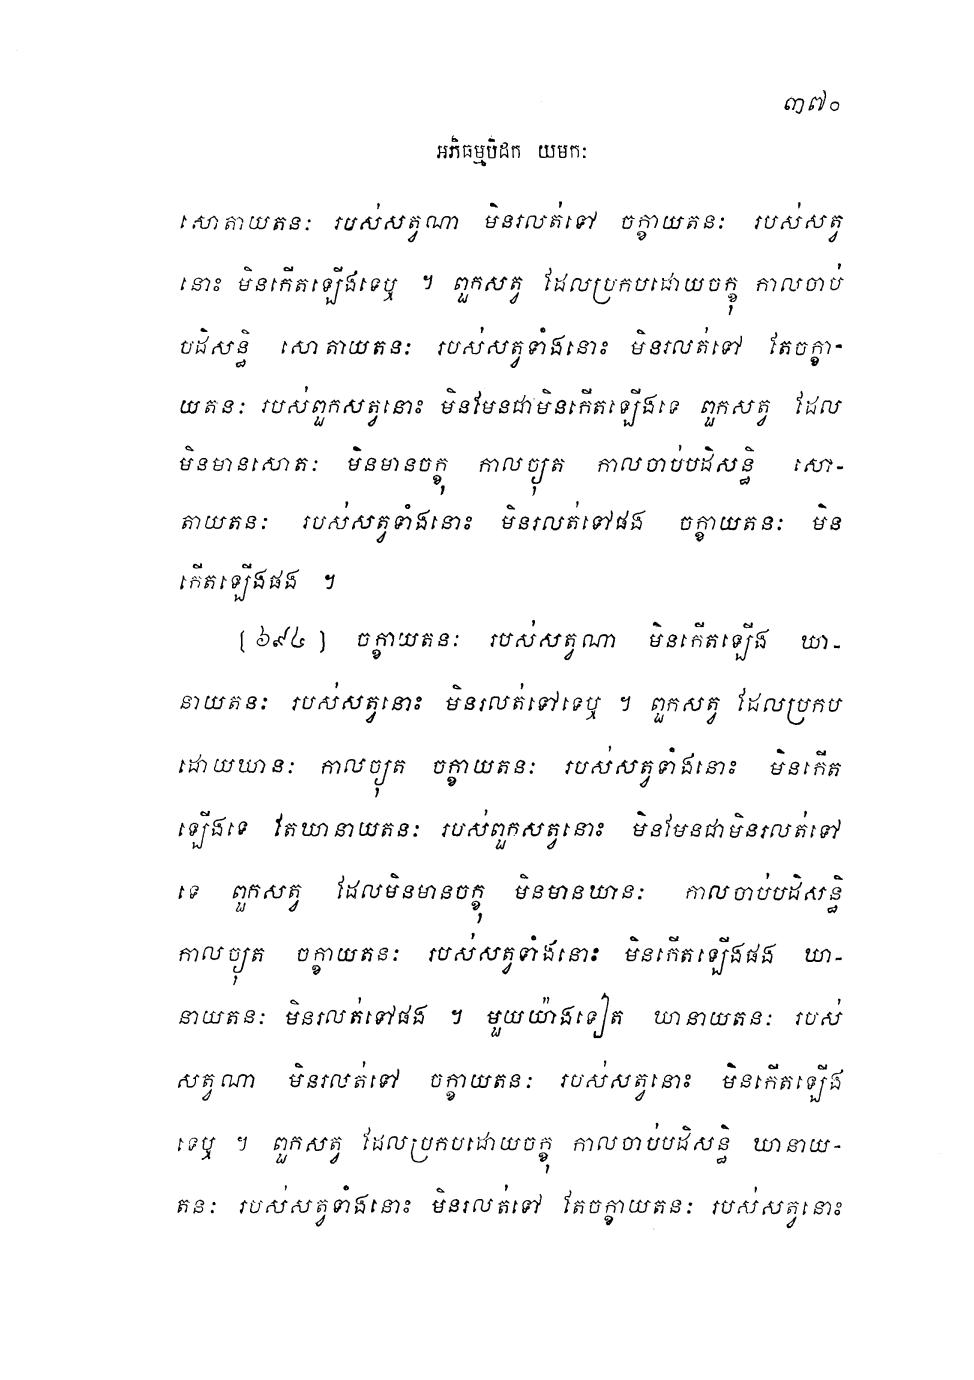 ៣៧០
អភិធម្មបិដក យមកៈ
សោតាយតនៈ របស់សត្វណា មិនរលត់ទៅ ចក្ខាយតនៈ របស់សត្វ
នោះ មិនកើតឡើងទេឬ ។ ពួកសត្វ ដែលប្រកបដោយចក្ខុ កាលចាប់
បដិសន្ធិ សោតាយតនៈ របស់សត្វទាំងនោះ មិនរលត់ទៅ តែចក្ខា-
យតនៈ របស់ពួកសត្វនោះ មិនមែនជាមិនកើតឡើងទេ ពួកសត្វ ដែល
មិនមានសោតៈ មិនមានចក្ខុ កាលច្យុត កាលចាប់បដិសន្ធិ សោ-
តាយតនៈ របស់សត្វទាំងនោះ មិនរលត់ទៅផង ចក្ខាយតនៈ មិន
កើតឡើងផង ។
[៦៩៤] ចក្ខាយតនៈ របស់សត្វណា មិនកើតឡើង ឃា-
នាយតនៈ របស់សត្វនោះ មិនរលត់ទៅទេឬ ។ ពួកសត្វ ដែលប្រកប
ដោយឃានៈ កាលច្យុត ចក្ខាយតនៈ របស់សត្វទាំងនោះ មិនកើត
ឡើងទេ តែឃានាយតនៈ របស់ពួកសត្វនោះ មិនមែនជាមិនរលត់ទៅ
ទេ ពួកសត្វ ដែលមិនមានចក្ខុ មិនមានឃានៈ កាលចាប់បដិសន្ធិ
កាលច្យុត ចក្ខាយតនៈ របស់សត្វទាំងនោះ មិនកើតឡើងផង ឃា-
នាយតនៈ មិនរលត់ទៅផង ។ មួយយ៉ាងទៀត ឃានាយតនៈ របស់
សត្វណា មិនរលត់ទៅ ចក្ខាយតនៈ របស់សត្វនោះ មិនកើតឡើង
ទេឬ ។ ពួកសត្វ ដែលប្រកបដោយចក្ខុ កាលចាប់បដិសន្ធិ ឃានាយ-
តនៈ របស់សត្វទាំងនោះ មិនរលត់ទៅ តែចក្ខាយតនៈ របស់សត្វនោះ